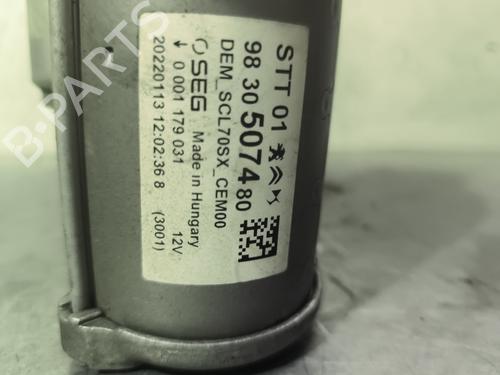 STT 01
98 30 5074 80
DEM_SCL70SX_CEM00
SEG Made in Hungary 12V
0 001 179 031
20220113 12:02:36 8 (3001)
B-PARTS